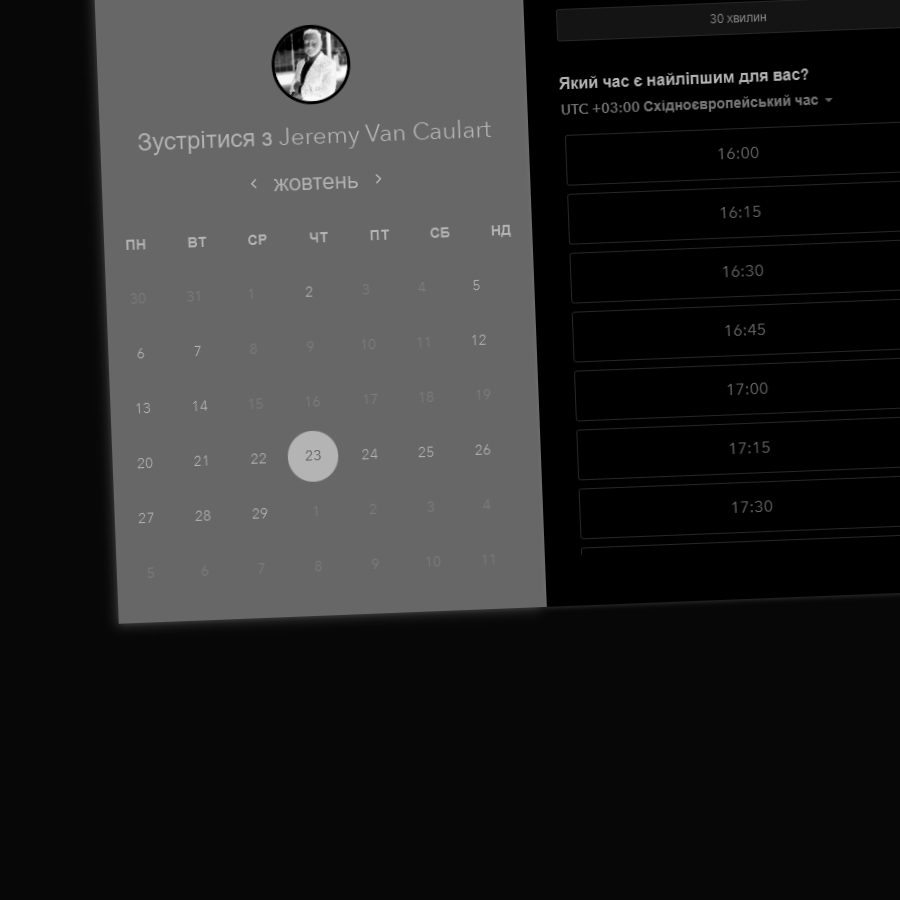 Зустрітися з Jeremy Van Caulart
жовтень
ПН ВТ СР ЧТ ПТ СБ НД
30 31 1 2 3 4 5
6 7 8 9 10 11 12
13 14 15 16 17 18 19
20 21 22 23 24 25 26
27 28 29 1 2 3 4
5 6 7 8 9 10 11
30 хвилин
Який час є найліпшим для вас?
UTC +03:00 Східноєвропейський час
16:00
16:15
16:30
16:45
17:00
17:15
17:30